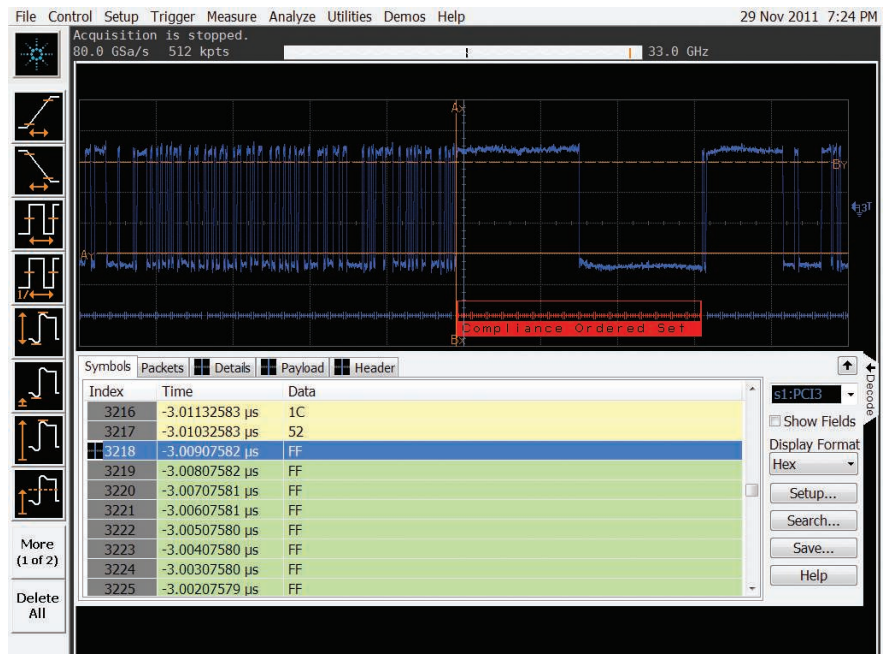 File Control Setup Trigger Measure Analyze Utilities Demos Help 29 Nov 2011 7:24 PM
Acquisition is stopped.
80.0 GSa/s 512 kpts 33.0 GHz
Ax
By
3T
Ay
Compliance Ordered Set
Bx
1/
More
(1 of 2)
Delete
All
Symbols Packets Details Payload Header
Index Time Data
3216 -3.01132583 µs 1C
3217 -3.01032583 µs 52
3218 -3.00907582 µs FF
3219 -3.00807582 µs FF
3220 -3.00707581 µs FF
3221 -3.00607581 µs FF
3222 -3.00507580 µs FF
3223 -3.00407580 µs FF
3224 -3.00307580 µs FF
3225 -3.00207579 µs FF
Decode
s1:PCI3
Show Fields
Display Format
Hex
Setup...
Search...
Save...
Help